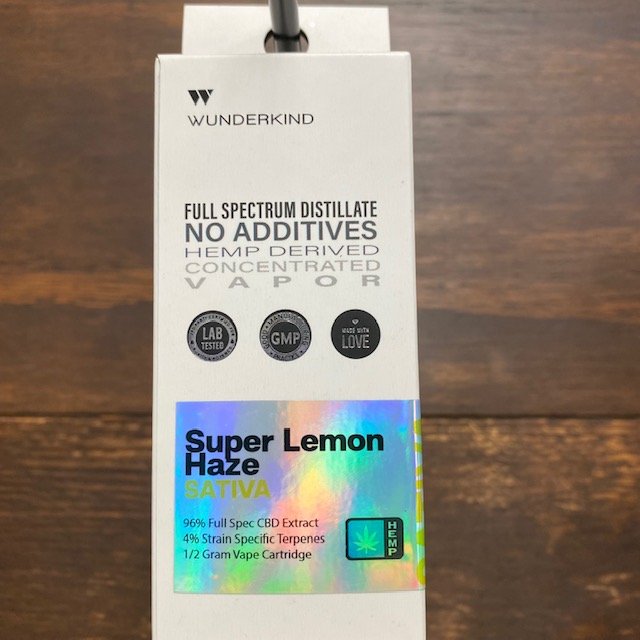 WUNDERKIND
FULL SPECTRUM DISTILLATE
NO ADDITIVES
HEMP DERIVED
CONCENTRATED
VAPOR
LAB
TESTED
GMP
MADE WITH
LOVE
Super Lemon
Haze
SATIVA
96% Full Spec CBD Extract
4% Strain Specific Terpenes
1/2 Gram Vape Cartridge
HEMP